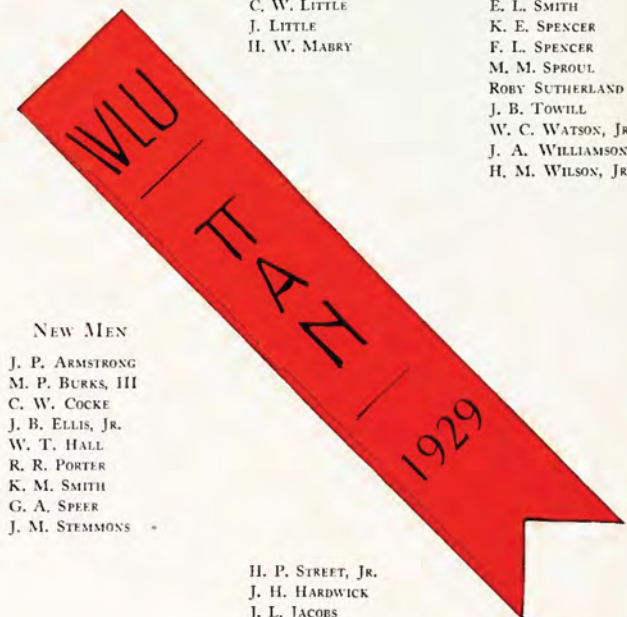 C. W. LITTLE
J. LITTLE
H. W. MABRY
E. L. SMITH
K. E. SPENCER
F. L. SPENCER
M. M. SPROUL
ROBY SUTHERLAND
J. B. TOWILL
W. C. WATSON, JR
J. A. WILLIAMSON
H. M. WILSON, JR
WLU
ΠΑΝ
1929
NEW MEN
J. P. ARMSTRONG
M. P. BURKS, III
C. W. COCKE
J. B. ELLIS, JR.
W. T. HALL
R. R. PORTER
K. M. SMITH
G. A. SPEER
J. M. STEMMONS
H. P. STREET, JR.
J. H. HARDWICK
J. L. JACOBS